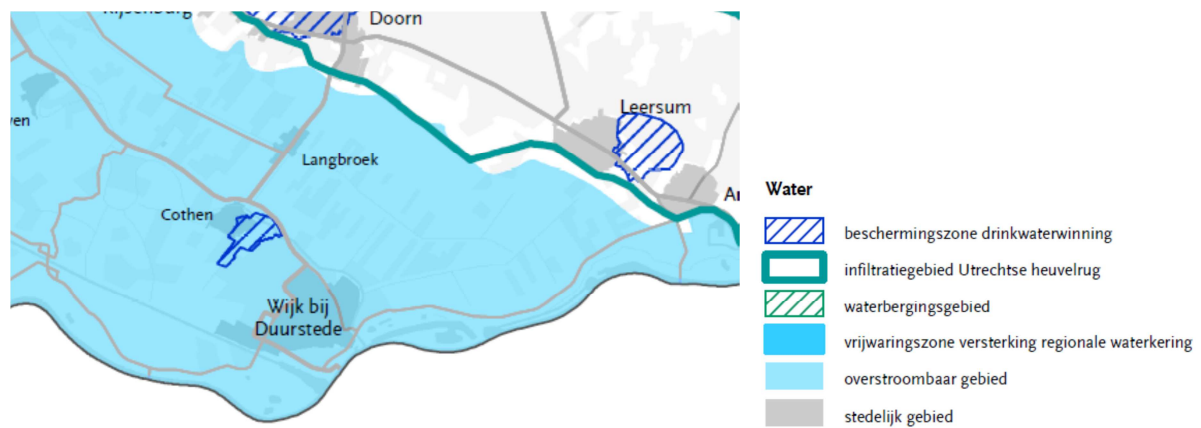 Doorn
Leersum
Langbroek
Cothen
Wijk bij
Duurstede
Water
beschermingszone drinkwaterwinning
infiltratiegebied Utrechtse heuvelrug
waterbergingsgebied
vrijwaringszone versterking regionale waterkering
overstroombaar gebied
stedelijk gebied